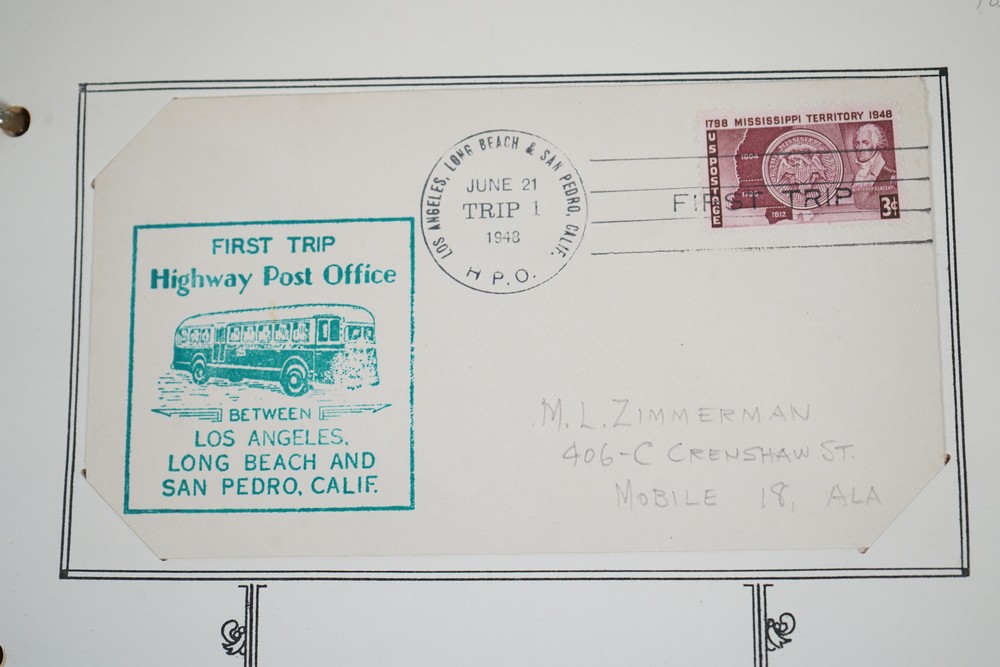 FIRST TRIP
Highway Post Office
BETWEEN
LOS ANGELES,
LONG BEACH AND
SAN PEDRO, CALIF.
LOS ANGELES, LONG BEACH & SAN PEDRO, CALIF.
JUNE 21
TRIP 1
1948
H.P.O.
1798 MISSISSIPPI TERRITORY 1948
U S POSTAGE
1804
1812
3¢
FIRST TRIP
M. L. ZIMMERMAN
406-C CRENSHAW ST.
MOBILE 18, ALA